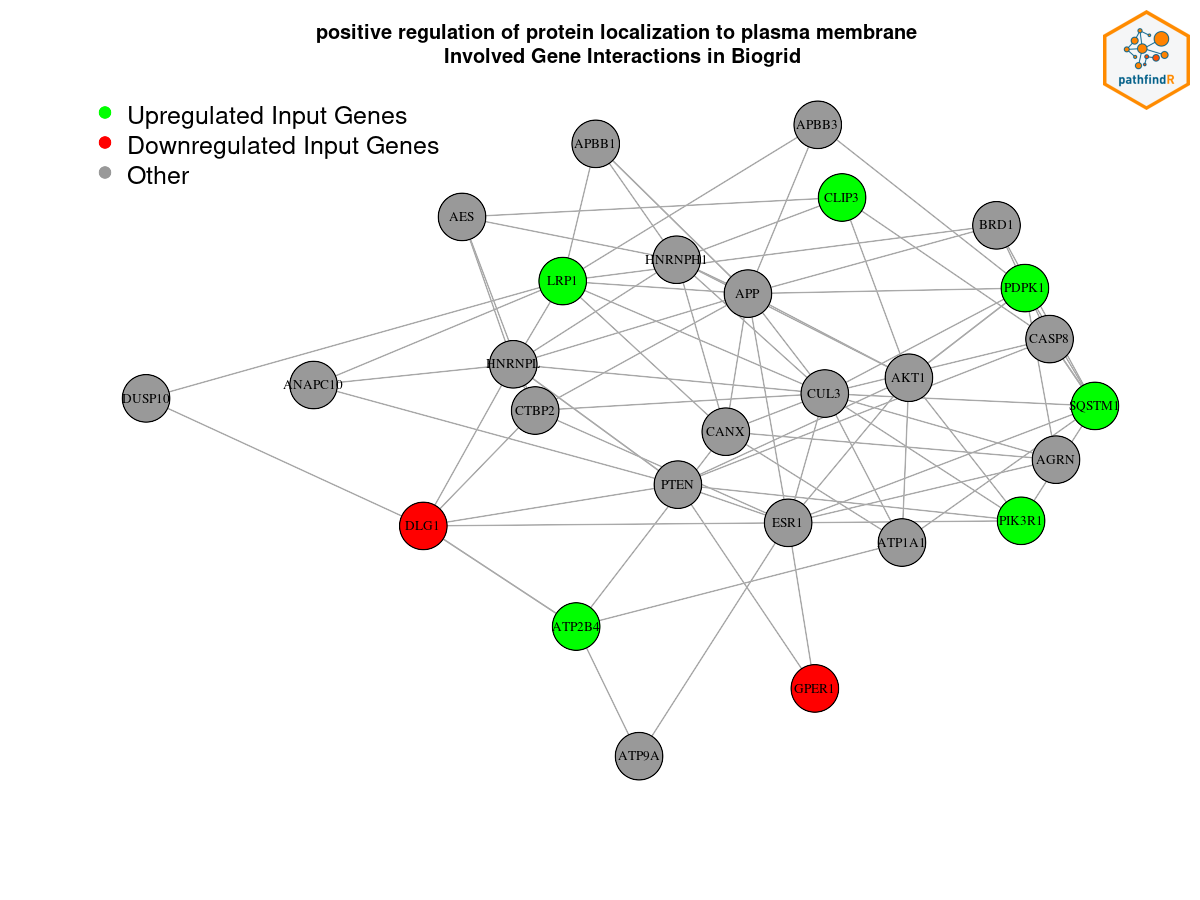 positive regulation of protein localization to plasma membrane
Involved Gene Interactions in Biogrid
pathfindR
Upregulated Input Genes
Downregulated Input Genes
Other
APBB3
APBB1
CLIP3
AES
BRD1
HNRNPH1
LRP1
APP
PDPK1
CASP8
HNRNPL
AKT1
ANAPC10
CUL3
DUSP10
SQSTM1
CTBP2
CANX
AGRN
PTEN
PIK3R1
ESR1
DLG1
ATP1A1
ATP2B4
GPER1
ATP9A